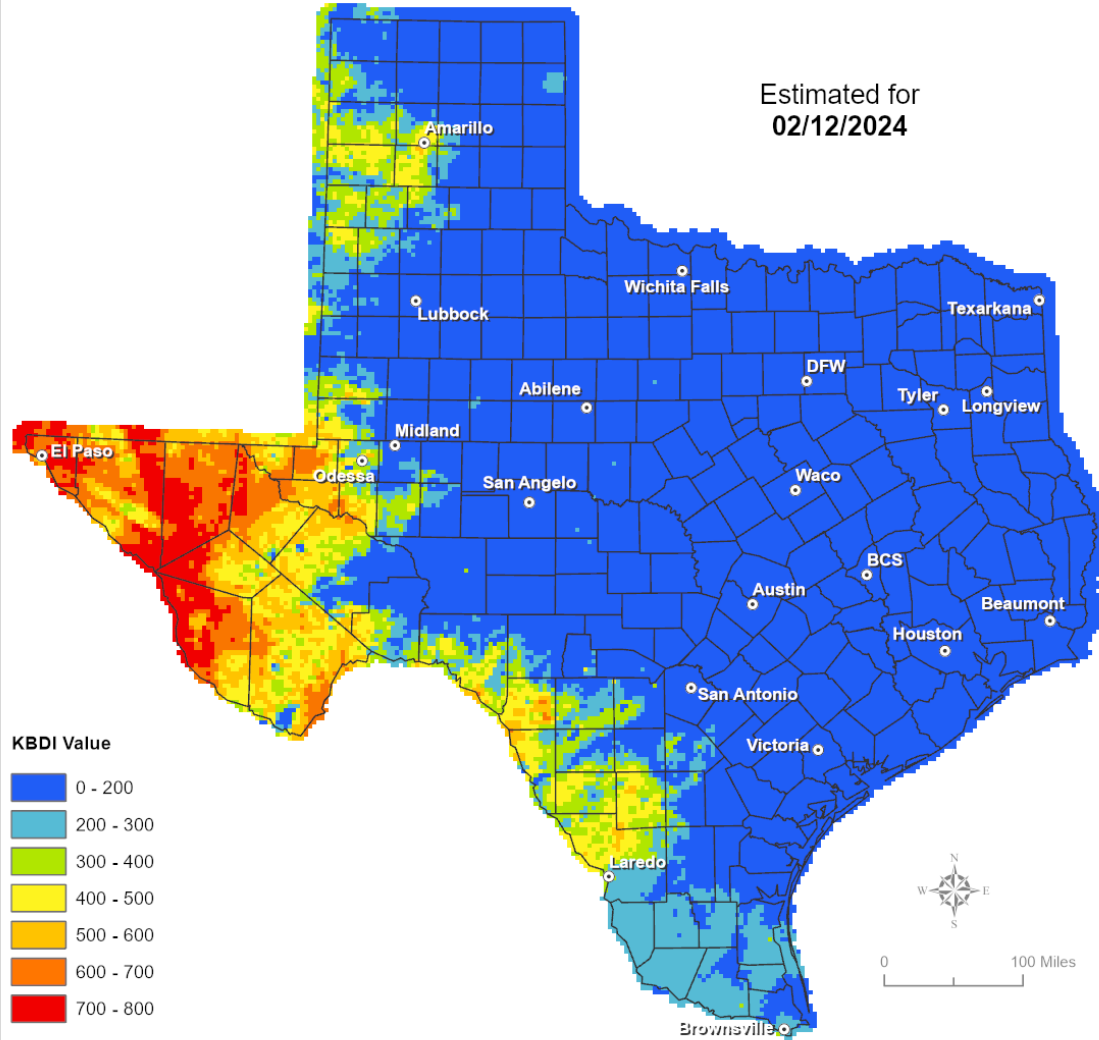 Estimated for
02/12/2024
Amarillo
Wichita Falls
Lubbock
Texarkana
DFW
Abilene
Tyler
Longview
Midland
El Paso
Odessa
San Angelo
Waco
BCS
Austin
Beaumont
Houston
San Antonio
Victoria
KBDI Value
0 - 200
200 - 300
300 - 400
400 - 500
500 - 600
600 - 700
700 - 800
Laredo
N
W E
S
0 100 Miles
Brownsville